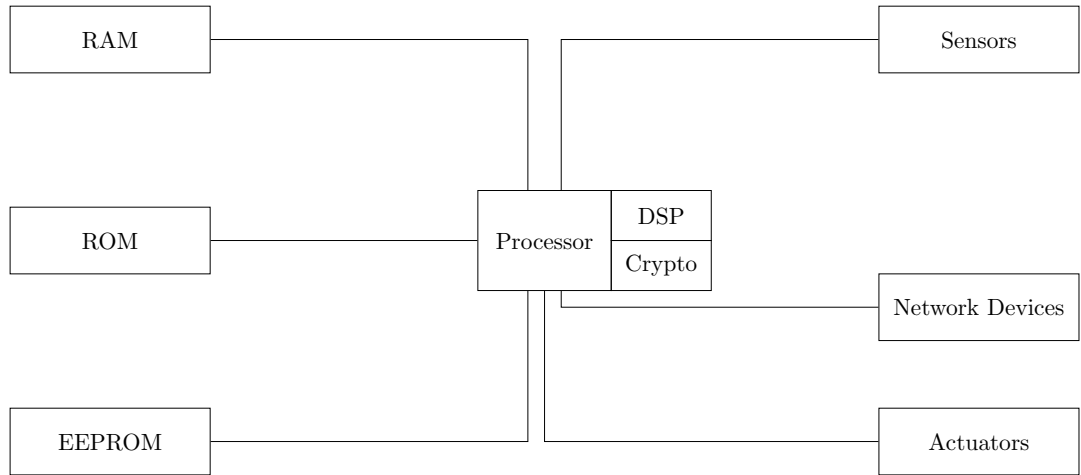 RAM
Sensors
ROM
Processor
DSP
Crypto
Network Devices
EEPROM
Actuators